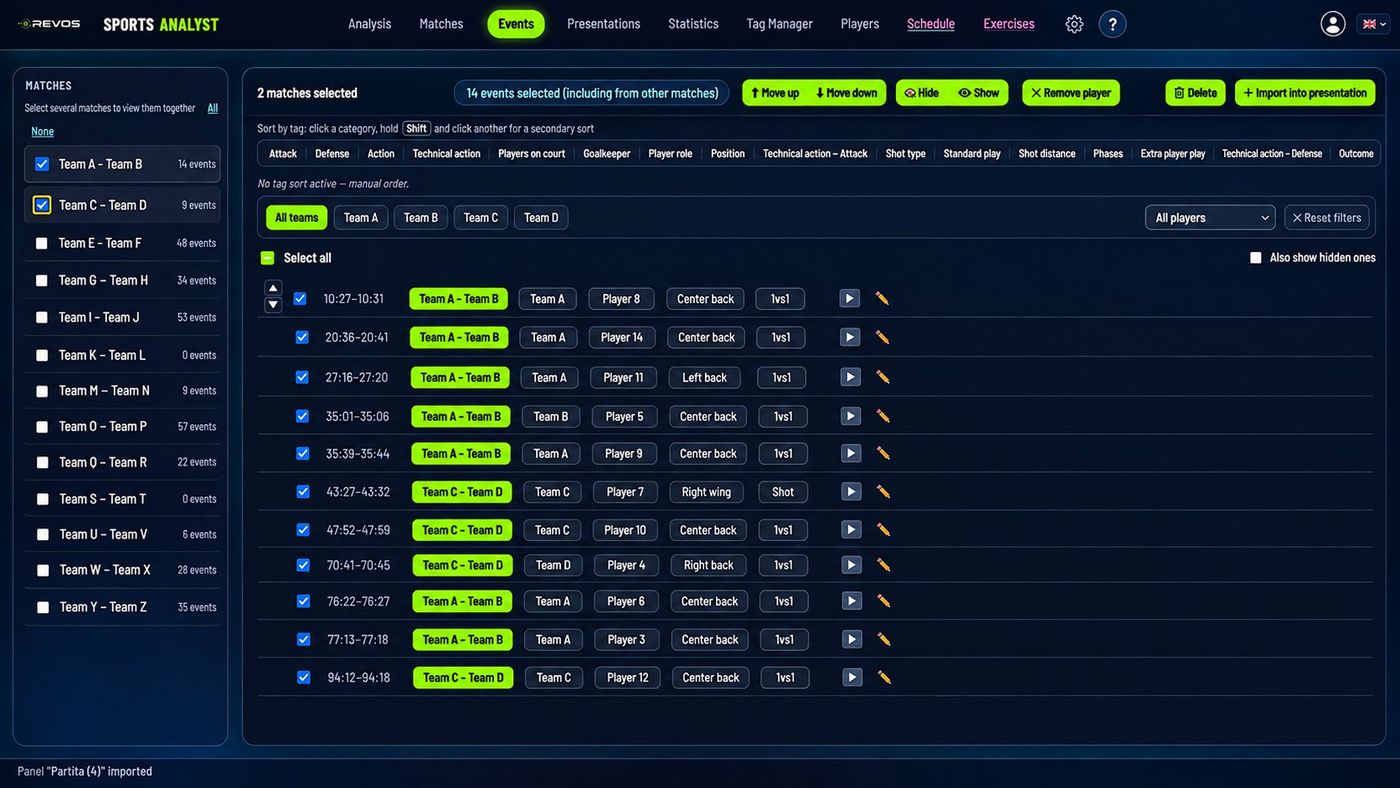 REVOS SPORTS ANALYST Analysis Matches Events Presentations Statistics Tag Manager Players Schedule Exercises ?
MATCHES
Select several matches to view them together All
None
Team A – Team B 14 events
Team C – Team D 9 events
Team E – Team F 48 events
Team G – Team H 34 events
Team I – Team J 53 events
Team K – Team L 0 events
Team M – Team N 9 events
Team O – Team P 57 events
Team Q – Team R 22 events
Team S – Team T 0 events
Team U – Team V 6 events
Team W – Team X 28 events
Team Y – Team Z 35 events
2 matches selected 14 events selected (including from other matches) Move up Move down Hide Show Remove player Delete + Import into presentation
Sort by tag: click a category, hold Shift and click another for a secondary sort
Attack Defense Action Technical action Players on court Goalkeeper Player role Position Technical action – Attack Shot type Standard play Shot distance Phases Extra player play Technical action – Defense Outcome
No tag sort active — manual order.
All teams Team A Team B Team C Team D All players Reset filters
Select all Also show hidden ones
10:27–10:31 Team A – Team B Team A Player 8 Center back 1vs1
20:36–20:41 Team A – Team B Team A Player 14 Center back 1vs1
27:16–27:20 Team A – Team B Team A Player 11 Left back 1vs1
35:01–35:06 Team A – Team B Team B Player 5 Center back 1vs1
35:39–35:44 Team A – Team B Team A Player 9 Center back 1vs1
43:27–43:32 Team C – Team D Team C Player 7 Right wing Shot
47:52–47:59 Team C – Team D Team C Player 10 Center back 1vs1
70:41–70:45 Team C – Team D Team D Player 4 Right back 1vs1
76:22–76:27 Team A – Team B Team A Player 6 Center back 1vs1
77:13–77:18 Team A – Team B Team A Player 3 Center back 1vs1
94:12–94:18 Team C – Team D Team C Player 12 Center back 1vs1
Panel "Partita (4)" imported